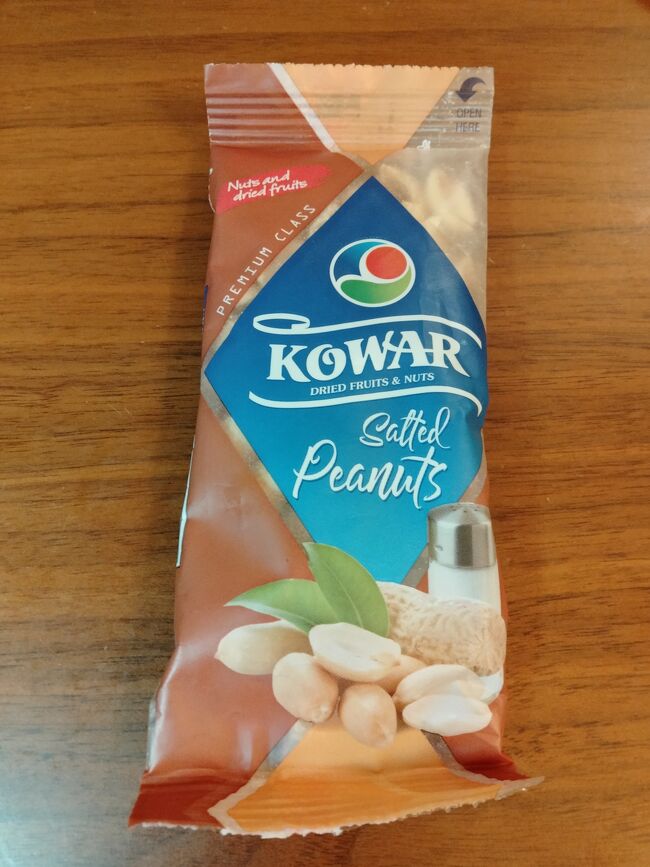 OPEN
HERE
Nuts and
dried fruits
PREMIUM CLASS
KOWAR
DRIED FRUITS & NUTS
Salted
Peanuts